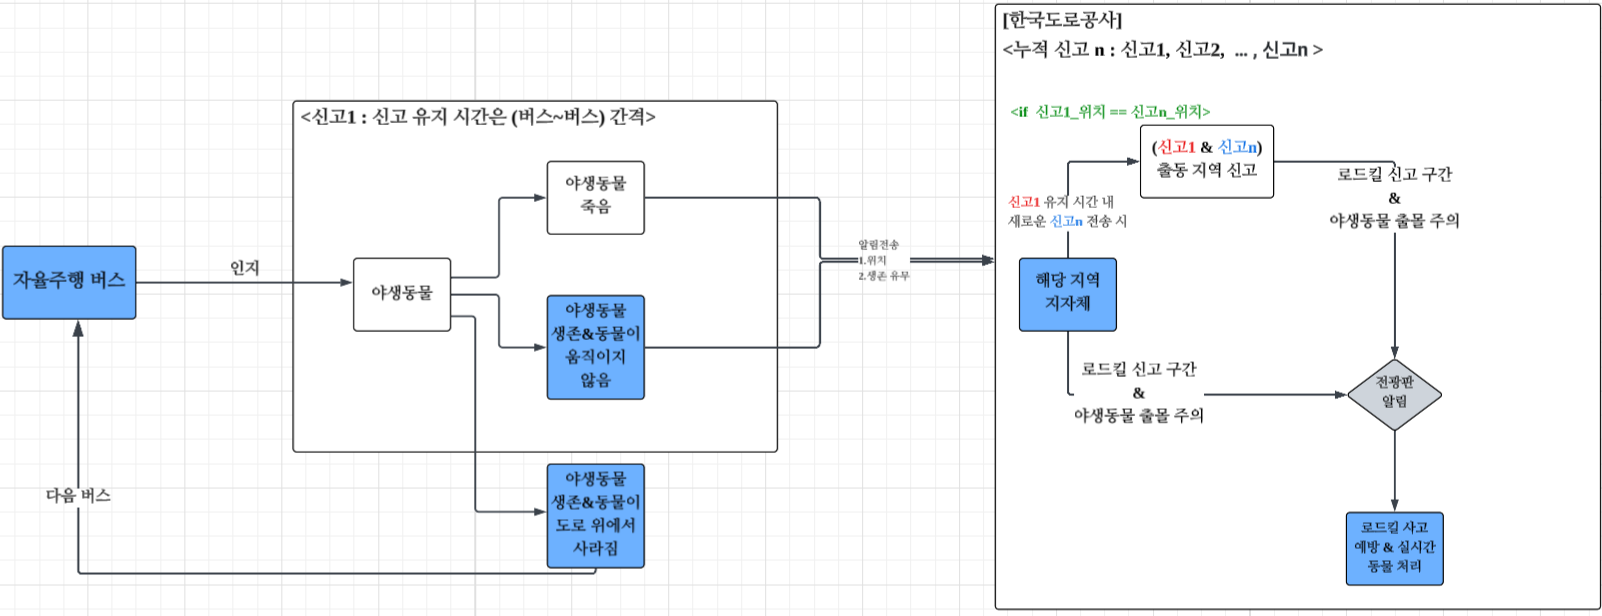 [한국도로공사]
<누적 신고 n : 신고1, 신고2, ... , 신고n >
<신고1 : 신고 유지 시간은 (버스~버스) 간격>
자율주행 버스
인지
야생동물
야생동물
죽음
야생동물
생존&동물이
움직이지
않음
야생동물
생존&동물이
도로 위에서
사라짐
다음 버스
알림전송
1.위치
2.생존 유무
<if 신고1_위치 == 신고n_위치>
(신고1 & 신고n)
출동 지역 신고
신고1 유지 시간 내
새로운 신고n 전송 시
해당 지역
지자체
로드킬 신고 구간
&
야생동물 출몰 주의
로드킬 신고 구간
&
야생동물 출몰 주의
전광판
알림
로드킬 사고
예방 & 실시간
동물 처리